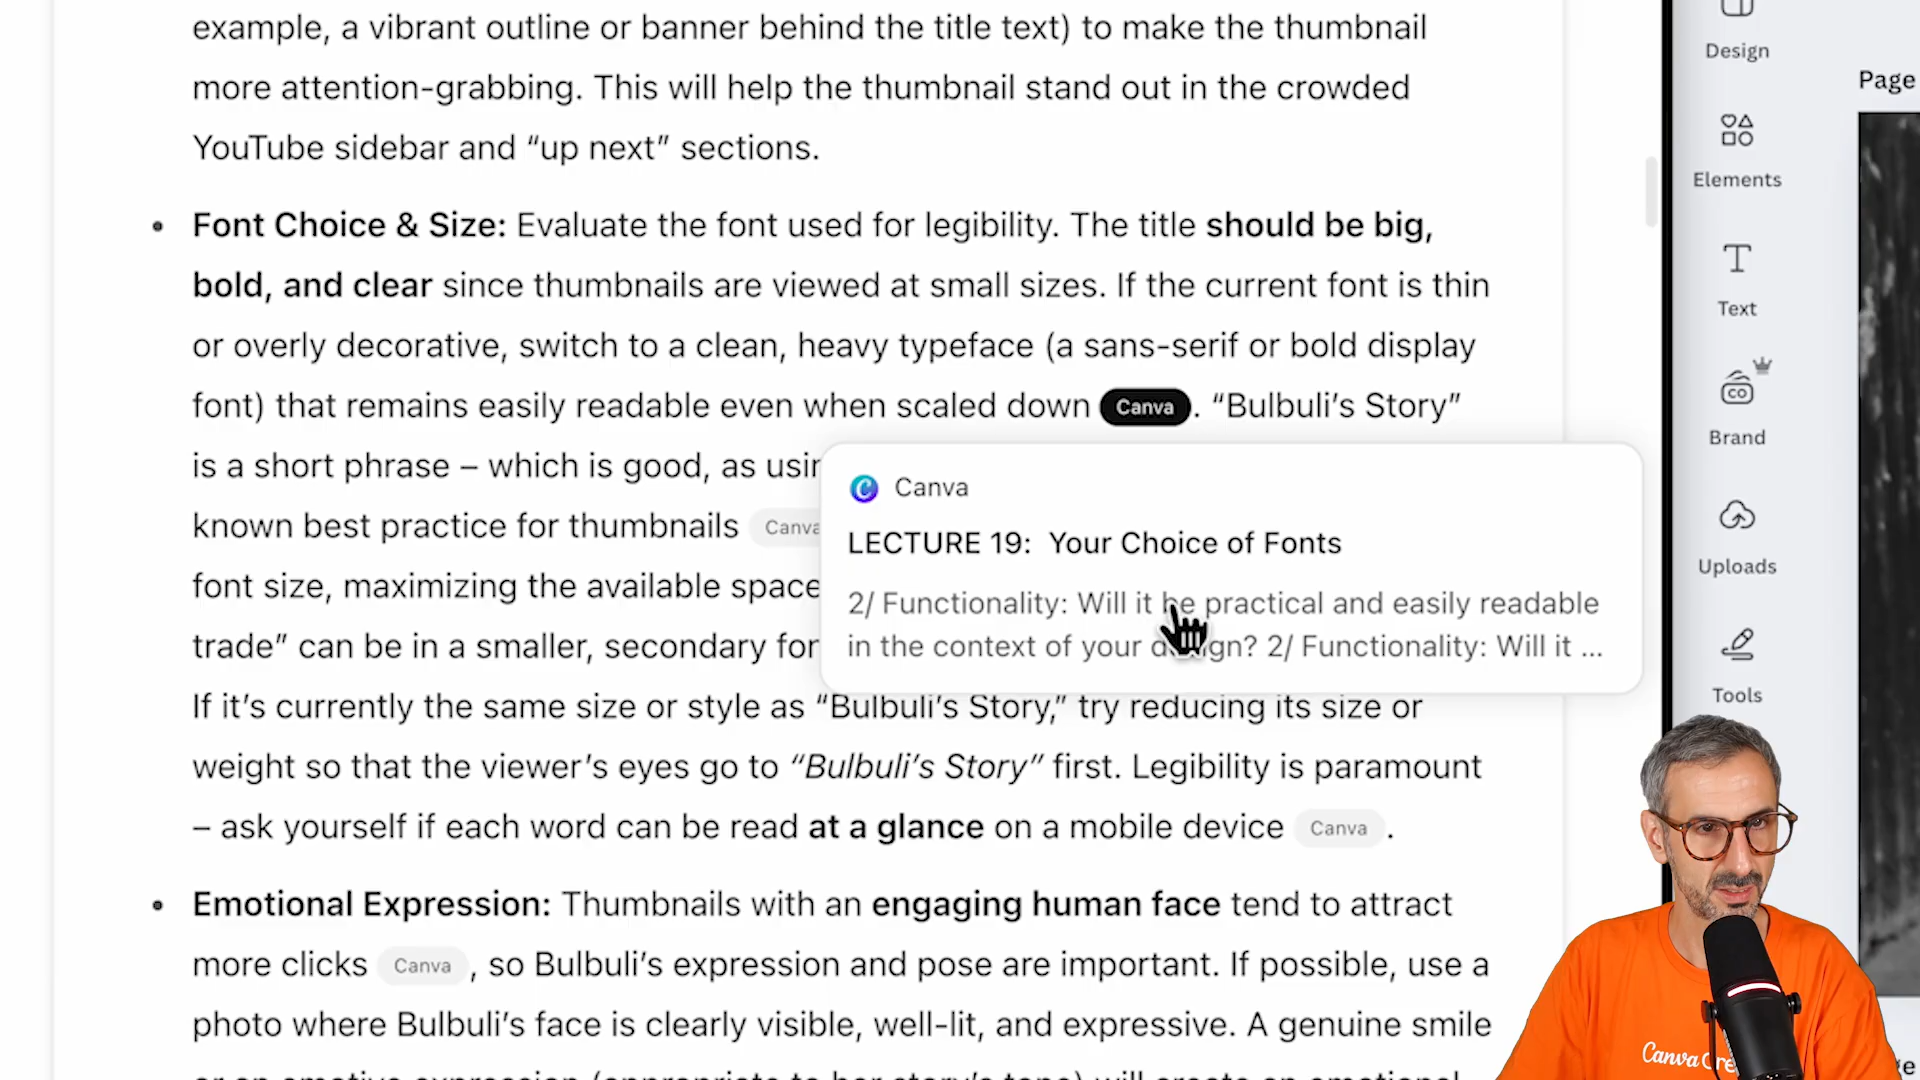 example, a vibrant outline or banner behind the title text) to make the thumbnail
more attention-grabbing. This will help the thumbnail stand out in the crowded
YouTube sidebar and “up next” sections.
• Font Choice & Size: Evaluate the font used for legibility. The title should be big,
bold, and clear since thumbnails are viewed at small sizes. If the current font is thin
or overly decorative, switch to a clean, heavy typeface (a sans-serif or bold display
font) that remains easily readable even when scaled down Canva. “Bulbuli’s Story”
is a short phrase – which is good, as
known best practice for thumbnails Canva
font size, maximizing the available space
trade” can be in a smaller, secondary
If it’s currently the same size or style as “Bulbuli’s Story,” try reducing its size or
weight so that the viewer’s eyes go to “Bulbuli’s Story” first. Legibility is paramount
– ask yourself if each word can be read at a glance on a mobile device Canva.
• Emotional Expression: Thumbnails with an engaging human face tend to attract
more clicks Canva, so Bulbuli’s expression and pose are important. If possible, use a
photo where Bulbuli’s face is clearly visible, well-lit, and expressive. A genuine smile
Canva
LECTURE 19: Your Choice of Fonts
2/ Functionality: Will it be practical and easily readable
in the context of your design? 2/ Functionality: Will it ...
Design
Elements
Text
CO
Brand
Uploads
Tools
Page
Canva